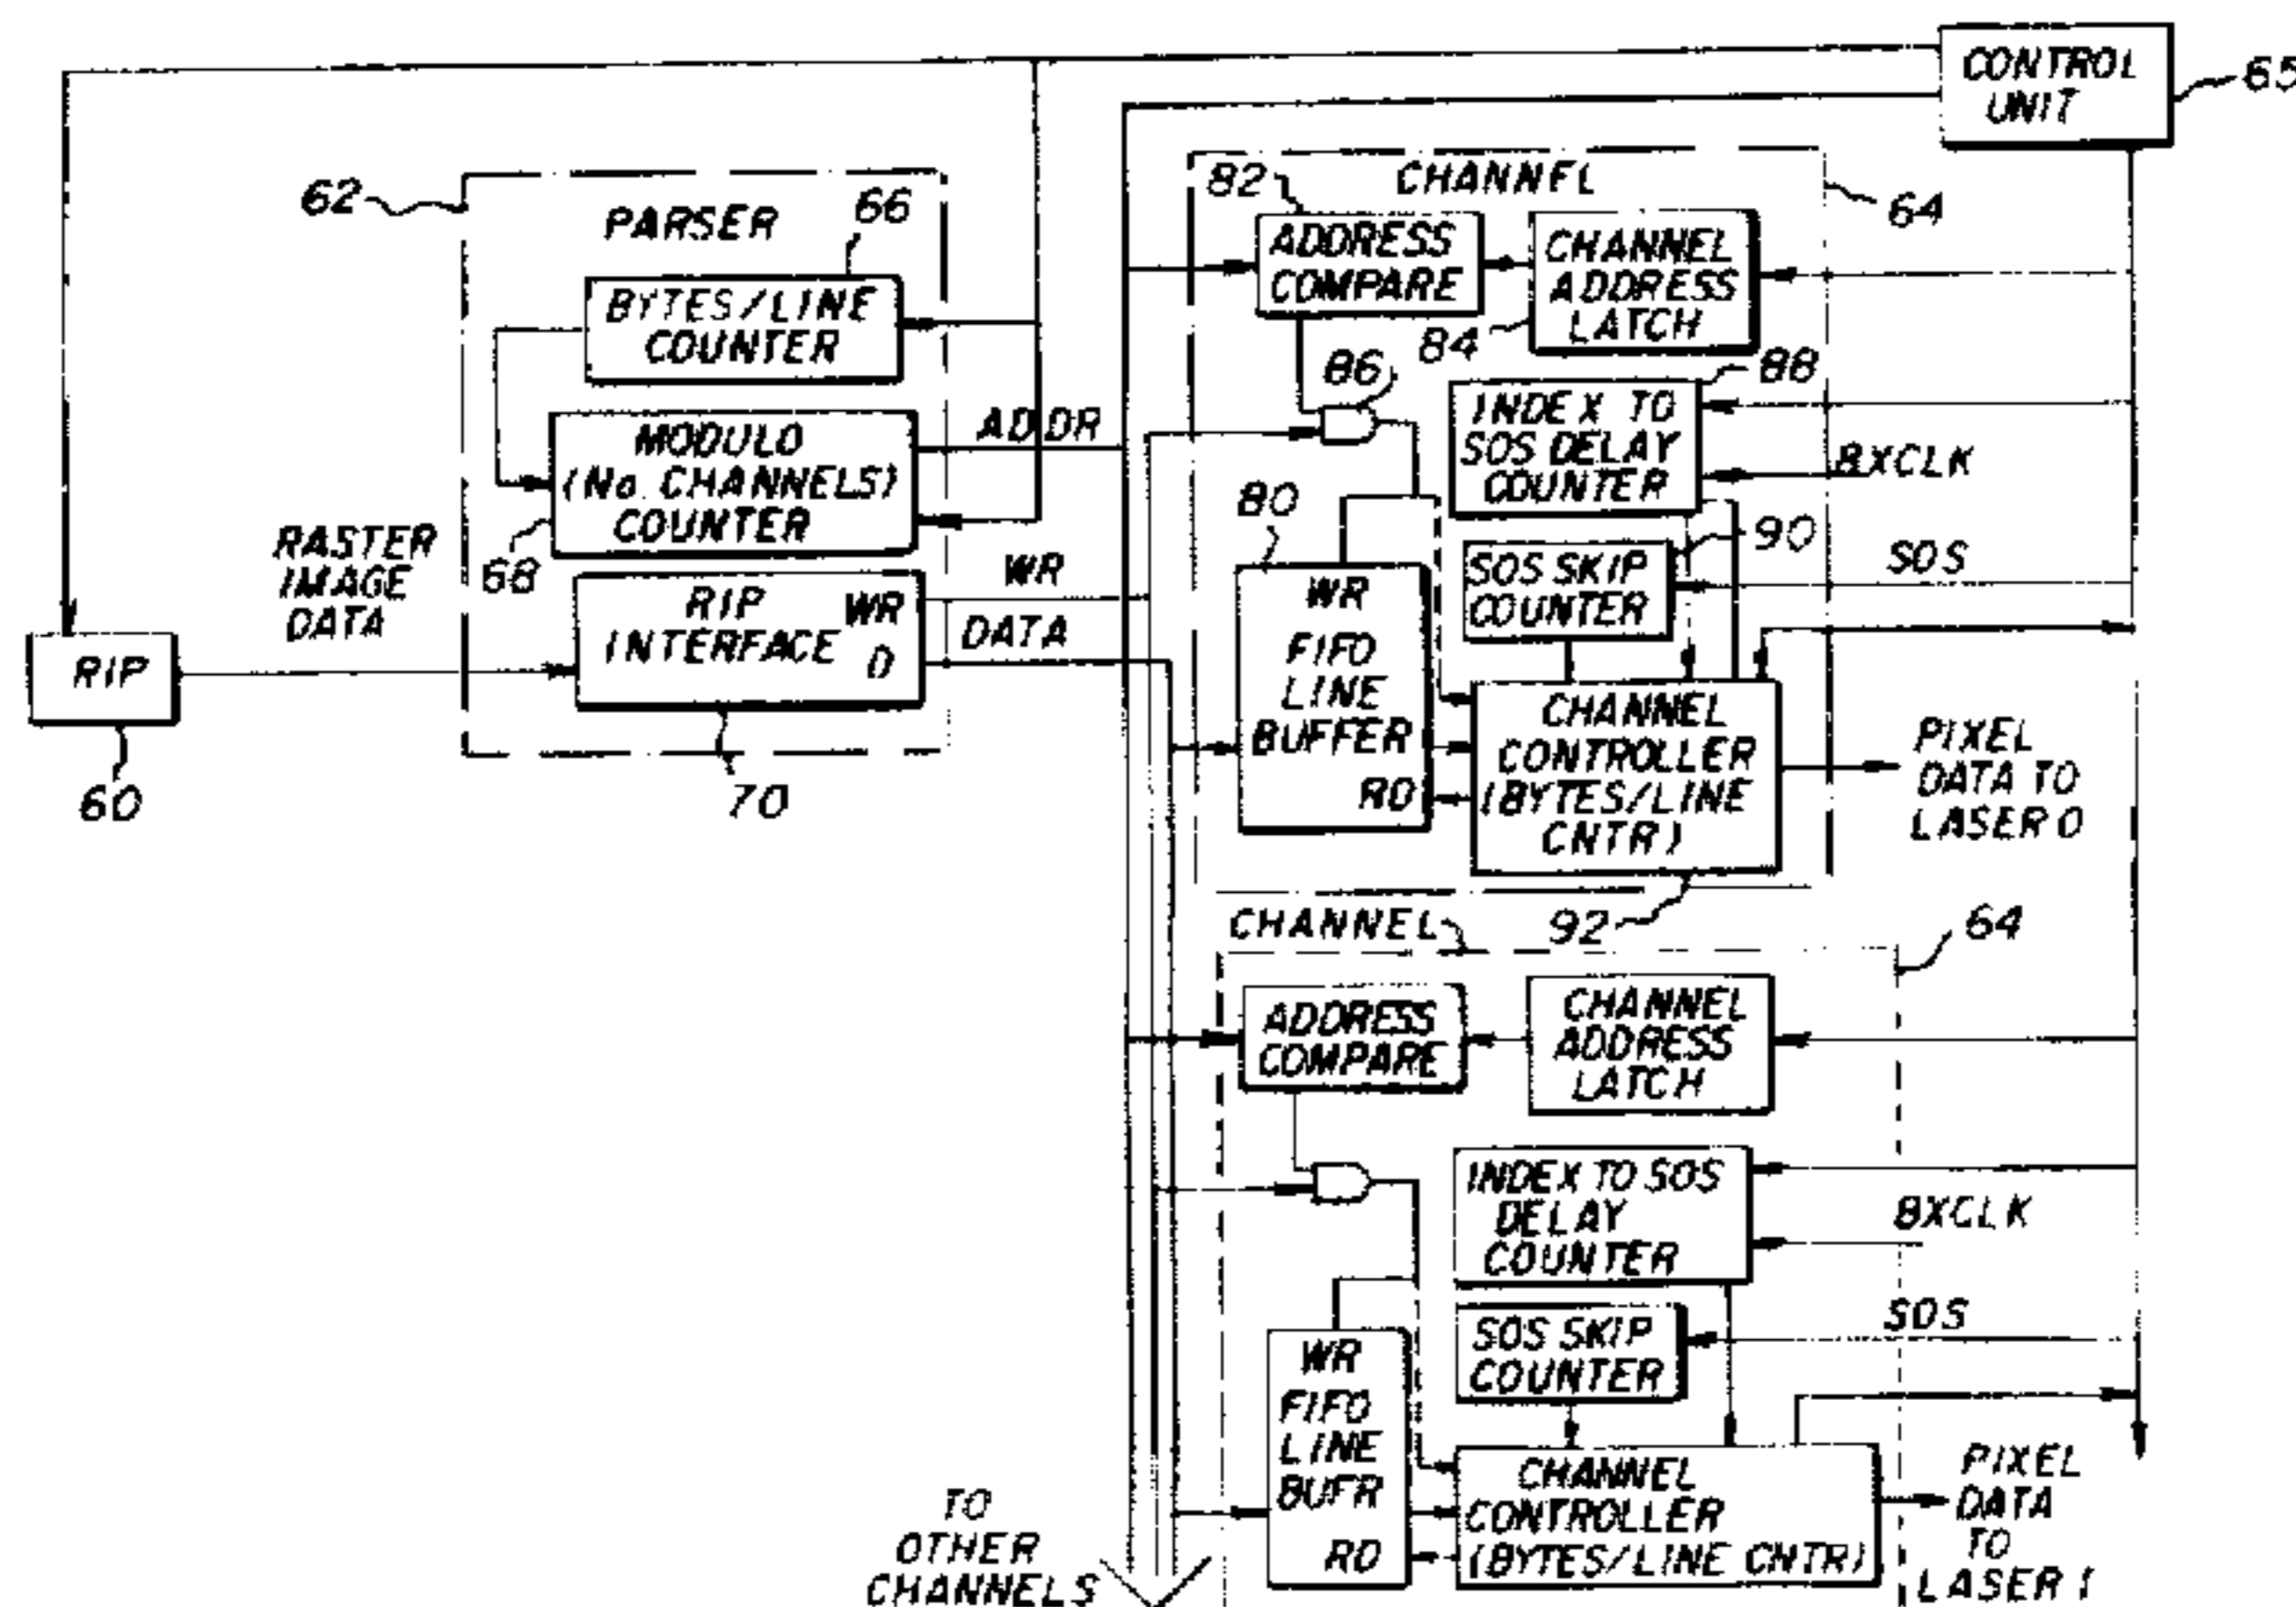 CONTROL
UNIT
65
62
PARSER
66
BYTES/LINE
COUNTER
MODULO
(No. CHANNELS)
COUNTER
68
ADDR
RASTER
IMAGE
DATA
RIP
INTERFACE
WR
D
WR
DATA
RIP
60
70
82
CHANNEL
64
ADDRESS
COMPARE
CHANNEL
ADDRESS
LATCH
84
86
88
INDEX TO
SOS DELAY
COUNTER
8XCLK
80
90
SOS SKIP
COUNTER
SOS
WR
FIFO
LINE
BUFFER
RD
CHANNEL
CONTROLLER
(BYTES/LINE
CNTR)
PIXEL
DATA TO
LASER 0
92
CHANNEL
64
ADDRESS
COMPARE
CHANNEL
ADDRESS
LATCH
INDEX TO SOS
DELAY
COUNTER
8XCLK
SOS SKIP
COUNTER
SOS
WR
FIFO
LINE
BUFR
RD
CHANNEL
CONTROLLER
(BYTES/LINE CNTR)
PIXEL
DATA
TO
LASER 1
TO
OTHER
CHANNELS